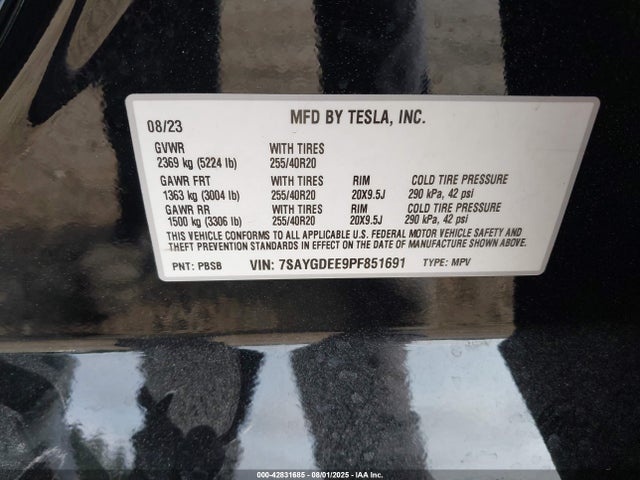 MFD BY TESLA, INC.
08/23
GVWR WITH TIRES
2369 kg (5224 lb) 255/40R20
GAWR FRT WITH TIRES RIM COLD TIRE PRESSURE
1363 kg (3004 lb) 255/40R20 20X9.5J 290 kPa, 42 psi
GAWR RR WITH TIRES RIM COLD TIRE PRESSURE
1500 kg (3306 lb) 255/40R20 20X9.5J 290 kPa, 42 psi
THIS VEHICLE CONFORMS TO ALL APPLICABLE U.S. FEDERAL MOTOR VEHICLE SAFETY AND
THEFT PREVENTION STANDARDS IN EFFECT ON THE DATE OF MANUFACTURE SHOWN ABOVE.
PNT: PBSB VIN: 7SAYGDEE9PF851691 TYPE: MPV
000-42831685 - 08/01/2025 - IAA Inc.